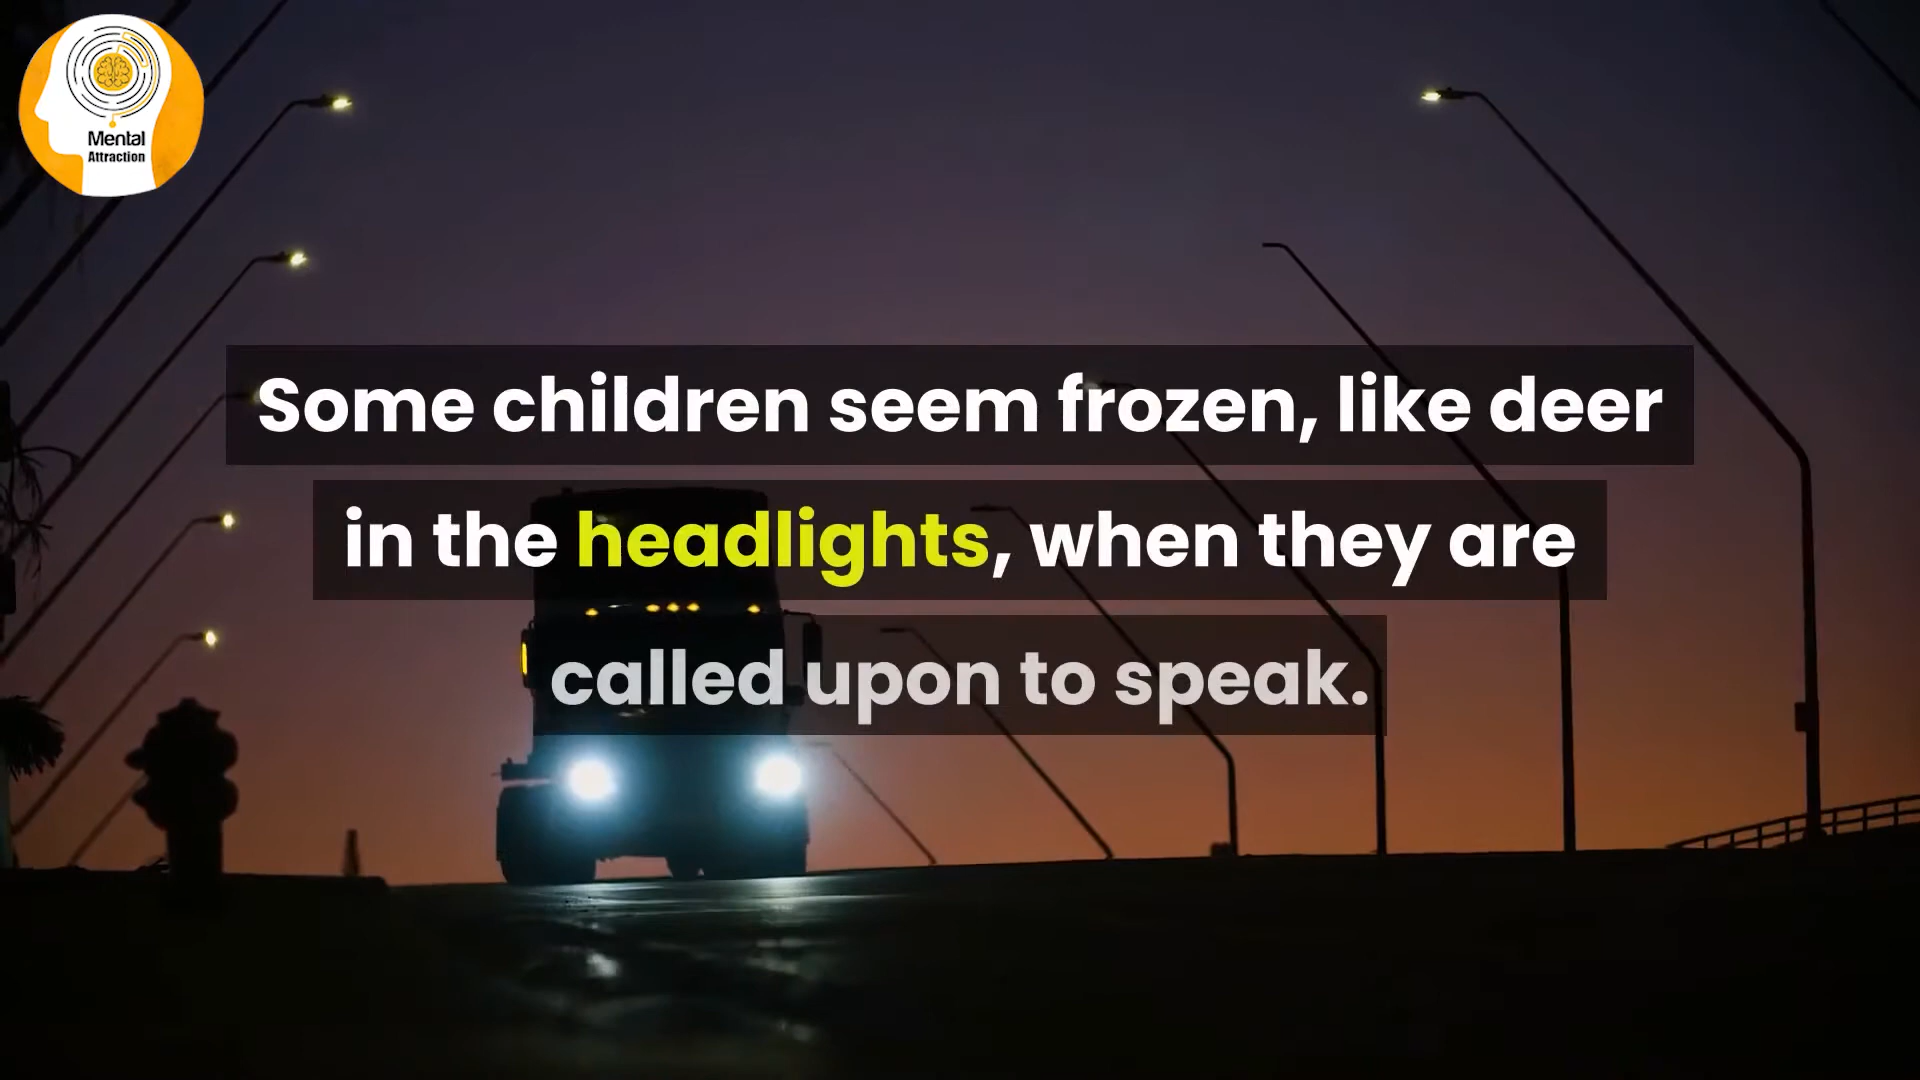 Mental
Attraction
Some children seem frozen, like deer
in the headlights, when they are
called upon to speak.